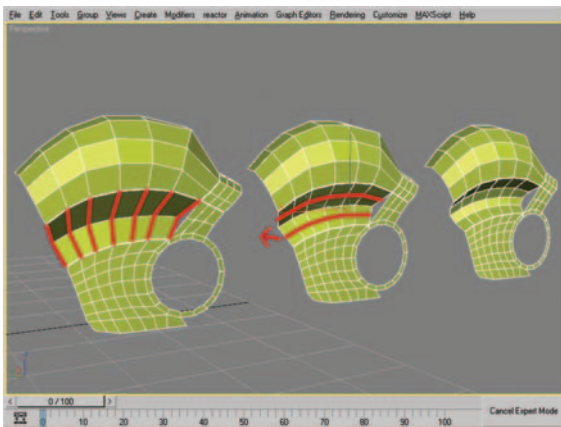 File Edit Tools Group Views Create Modifiers reactor Animation Graph Editors Rendering Customize MAXScript Help
Perspective
0 / 100
0 10 20 30 40 50 60 70 80 90 100
Cancel Expert Mode